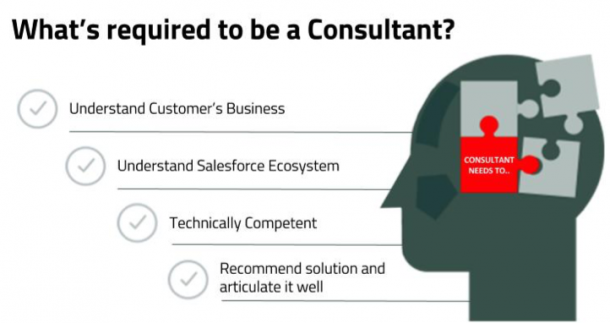 What's required to be a Consultant?
Understand Customer's Business
Understand Salesforce Ecosystem
CONSULTANT
NEEDS TO..
Technically Competent
Recommend solution and
articulate it well